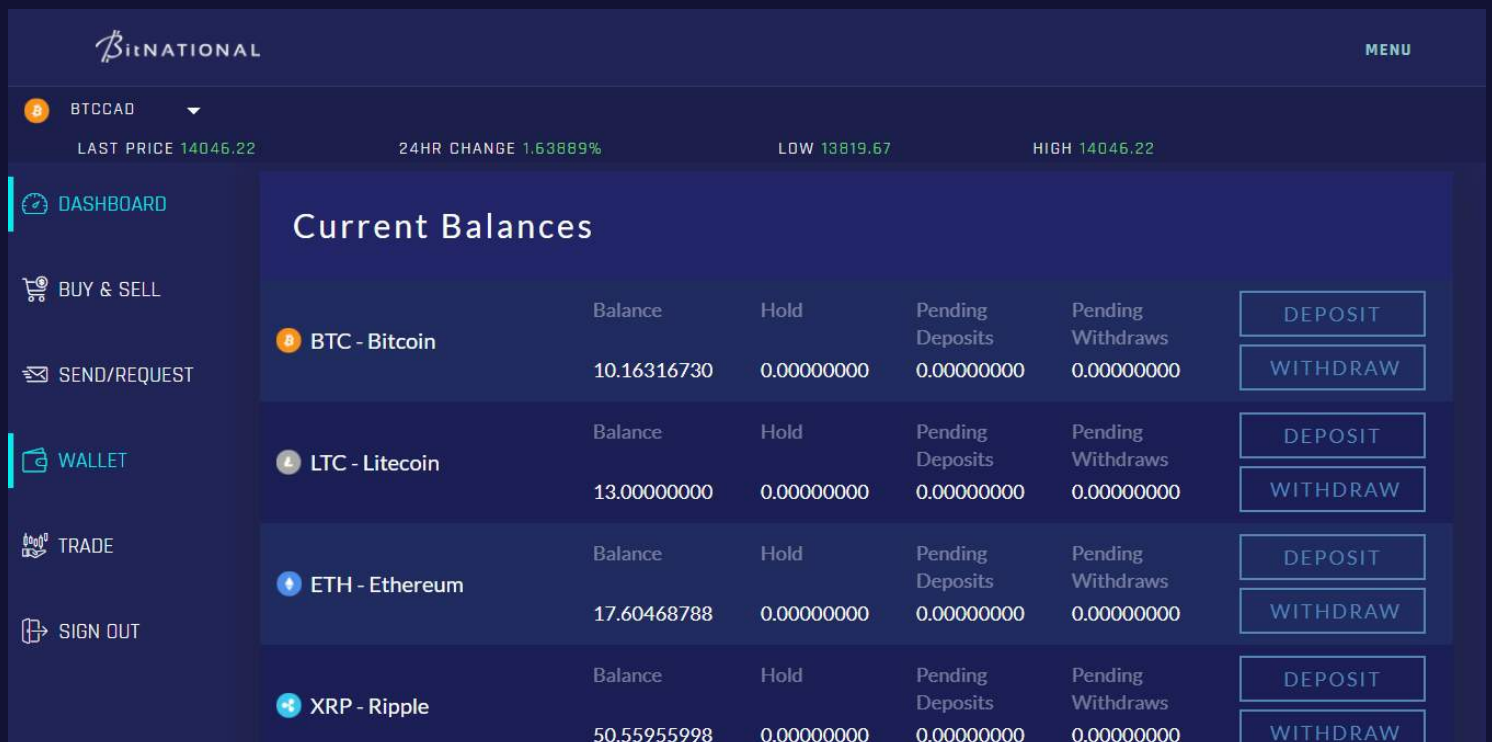 BitNATIONAL
MENU
BTCCAD
LAST PRICE 14046.22 24HR CHANGE 1.63889% LOW 13819.67 HIGH 14046.22
DASHBOARD
BUY & SELL
SEND/REQUEST
WALLET
TRADE
SIGN OUT
Current Balances
BTC - Bitcoin
Balance Hold Pending Deposits Pending Withdraws
10.16316730 0.00000000 0.00000000 0.00000000
DEPOSIT
WITHDRAW
LTC - Litecoin
Balance Hold Pending Deposits Pending Withdraws
13.00000000 0.00000000 0.00000000 0.00000000
DEPOSIT
WITHDRAW
ETH - Ethereum
Balance Hold Pending Deposits Pending Withdraws
17.60468788 0.00000000 0.00000000 0.00000000
DEPOSIT
WITHDRAW
XRP - Ripple
Balance Hold Pending Deposits Pending Withdraws
50.55955998 0.00000000 0.00000000 0.00000000
DEPOSIT
WITHDRAW